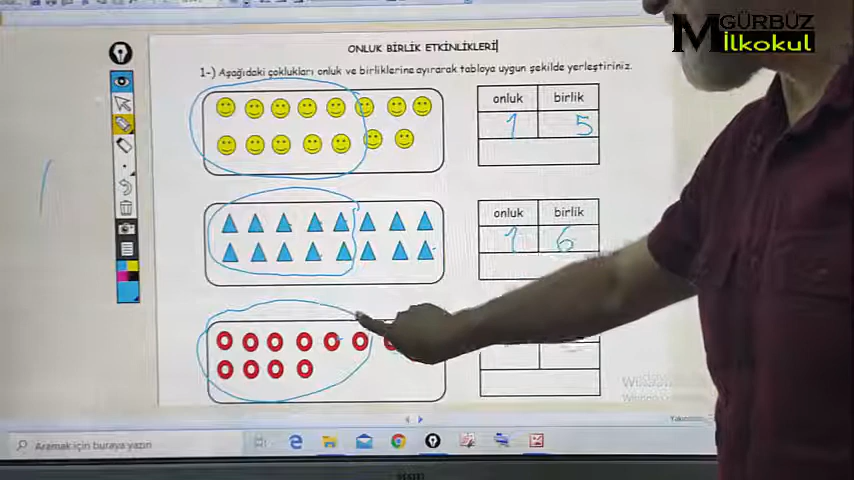 GÜRBÜZ
M İlkokul
ONLUK BİRLİK ETKİNLİKLERİ
1-) Aşağıdaki çoklukları onluk ve birliklerine ayırarak tabloya uygun şekilde yerleştiriniz.
onluk birlik
1 5
onluk birlik
1 6
Aramak için buraya yazın